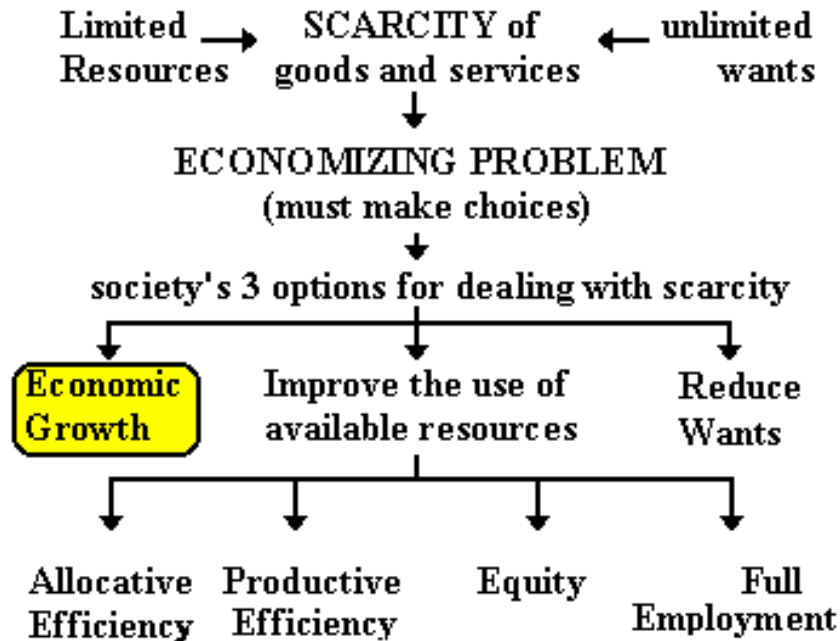 Limited
Resources
SCARCITY of
goods and services
unlimited
wants
ECONOMIZING PROBLEM
(must make choices)
society's 3 options for dealing with scarcity
Economic
Growth
Improve the use of
available resources
Reduce
Wants
Allocative
Efficiency
Productive
Efficiency
Equity
Full
Employment